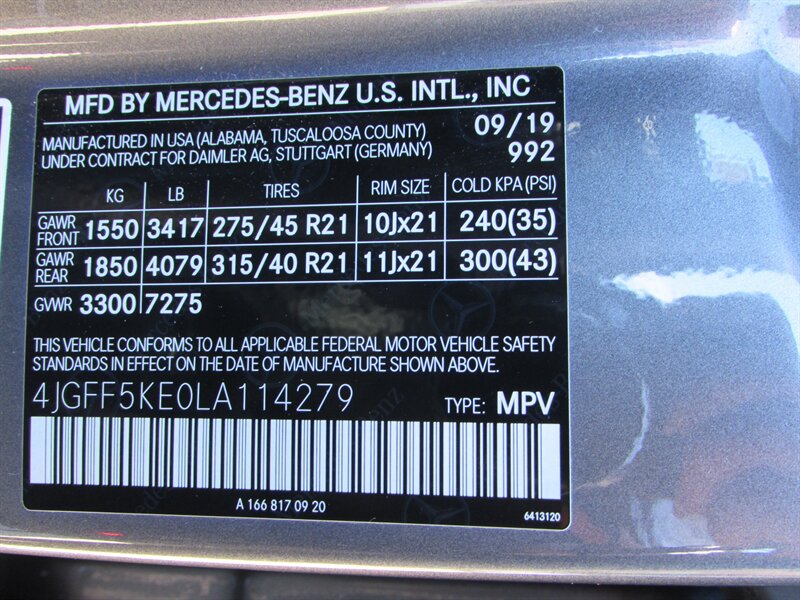 MFD BY MERCEDES-BENZ U.S. INTL., INC
MANUFACTURED IN USA (ALABAMA, TUSCALOOSA COUNTY) 09/19
UNDER CONTRACT FOR DAIMLER AG, STUTTGART (GERMANY) 992
KG LB TIRES RIM SIZE COLD KPA (PSI)
GAWR FRONT 1550 3417 275/45 R21 10Jx21 240(35)
GAWR REAR 1850 4079 315/40 R21 11Jx21 300(43)
GVWR 3300 7275
THIS VEHICLE CONFORMS TO ALL APPLICABLE FEDERAL MOTOR VEHICLE SAFETY
STANDARDS IN EFFECT ON THE DATE OF MANUFACTURE SHOWN ABOVE.
4JGFF5KE0LA114279 TYPE: MPV
A 166 817 09 20
6413120